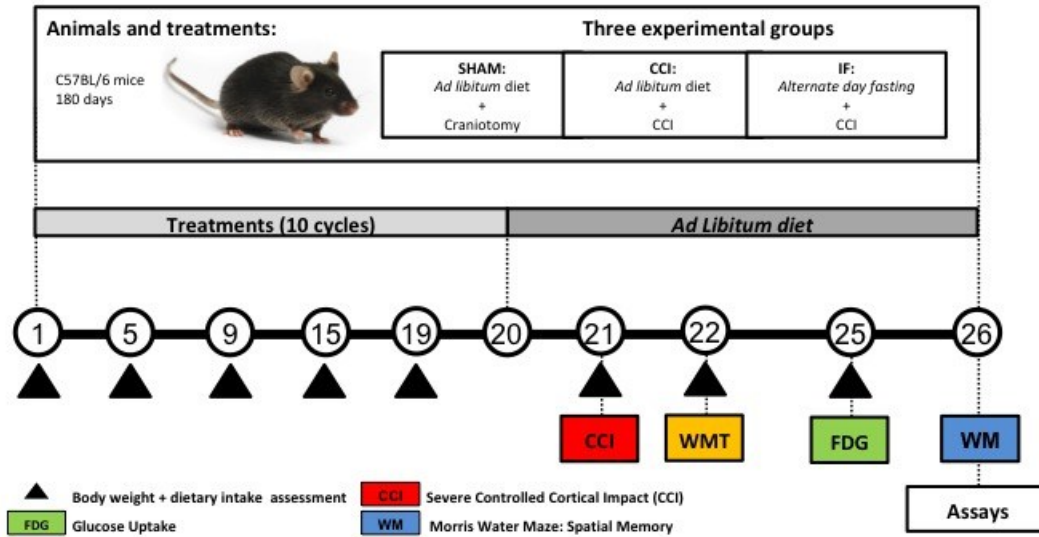 Animals and treatments:
C57BL/6 mice
180 days
Three experimental groups
SHAM:
Ad libitum diet
+
Craniotomy
CCI:
Ad libitum diet
+
CCI
IF:
Alternate day fasting
+
CCI
Treatments (10 cycles)
Ad Libitum diet
1 5 9 15 19 20 21 22 25 26
CCI WMT FDG WM
Body weight + dietary intake assessment
CCI Severe Controlled Cortical Impact (CCI)
FDG Glucose Uptake
WM Morris Water Maze: Spatial Memory
Assays